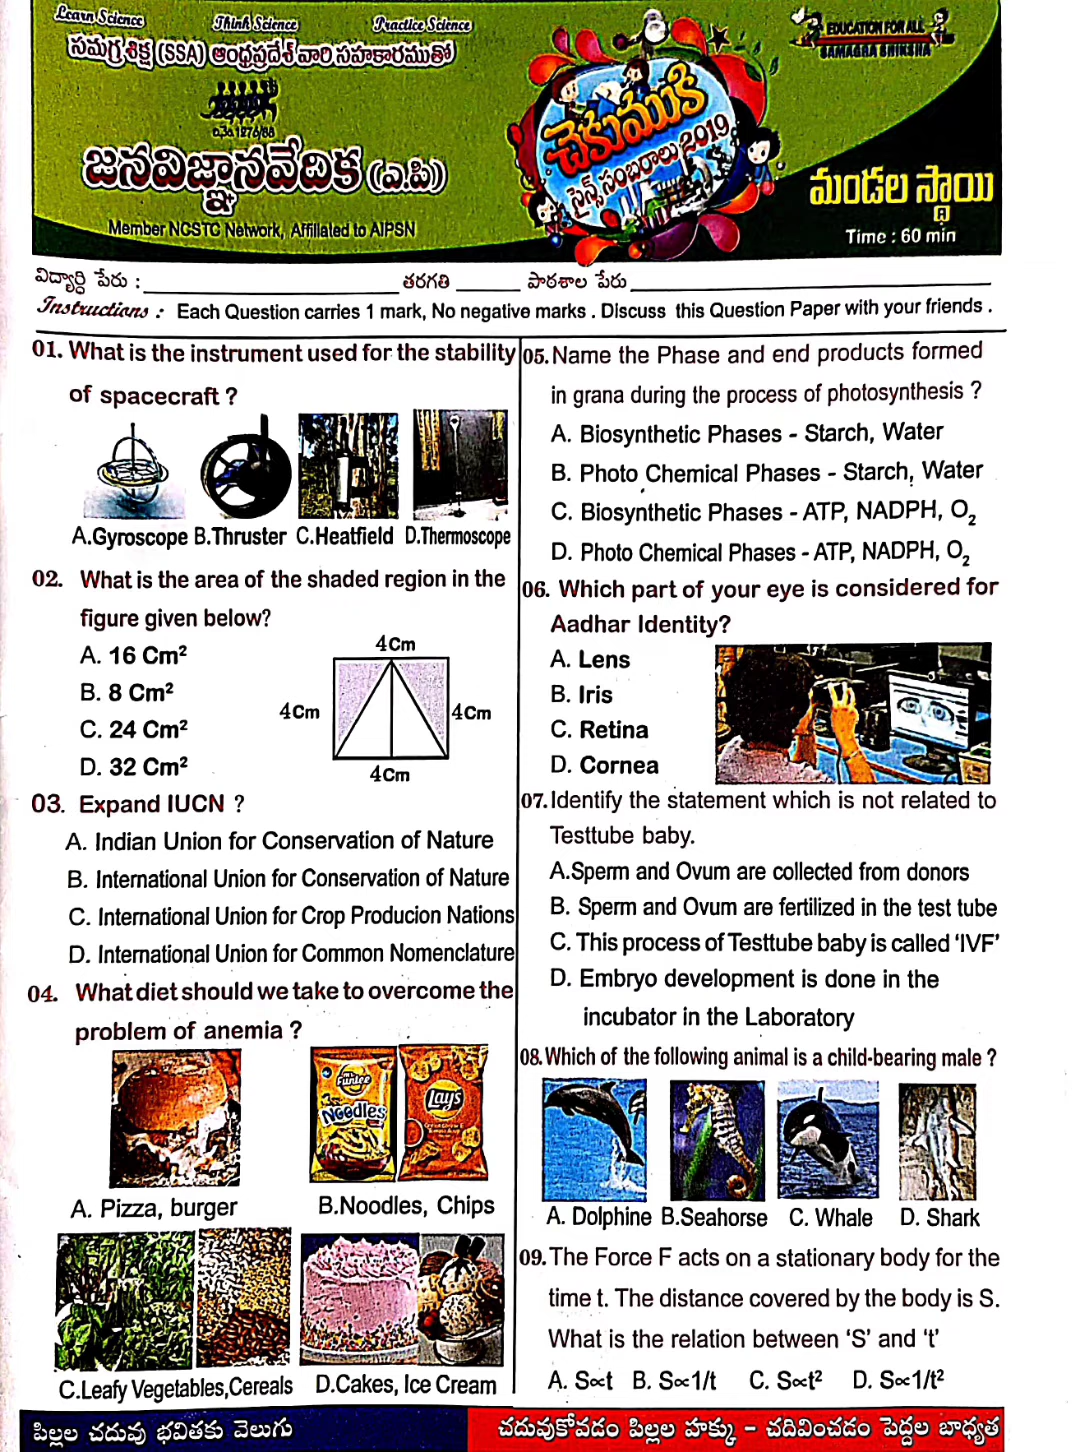 Learn Science
Think Science
Practice Science
సమగ్ర శిక్ష (SSA) ఆంధ్రప్రదేశ్ వారి సహకారముతో
EDUCATION FOR ALL
SAMAGRA SHIKSHA
జనవిజ్ఞానవేదిక (ఎ.పి)
చెకుముకి
సైన్స్ సంబరాలు 2019
మండల స్థాయి
Member NCSTC Network, Affiliated to AIPSN
Time : 60 min
విద్యార్థి పేరు : తరగతి పాఠశాల పేరు
Instructions : Each Question carries 1 mark, No negative marks . Discuss this Question Paper with your friends .
01. What is the instrument used for the stability
of spacecraft ?
A.Gyroscope B.Thruster C.Heatfield D.Thermoscope
02. What is the area of the shaded region in the
figure given below?
A. 16 Cm²
B. 8 Cm²
C. 24 Cm²
D. 32 Cm²
4Cm
4Cm
4Cm
4Cm
03. Expand IUCN ?
A. Indian Union for Conservation of Nature
B. International Union for Conservation of Nature
C. International Union for Crop Producion Nations
D. International Union for Common Nomenclature
04. What diet should we take to overcome the
problem of anemia ?
Funtee
Noodles
Lays
A. Pizza, burger
B.Noodles, Chips
C.Leafy Vegetables,Cereals D.Cakes, Ice Cream
05. Name the Phase and end products formed
in grana during the process of photosynthesis ?
A. Biosynthetic Phases - Starch, Water
B. Photo Chemical Phases - Starch, Water
C. Biosynthetic Phases - ATP, NADPH, O₂
D. Photo Chemical Phases - ATP, NADPH, O₂
06. Which part of your eye is considered for
Aadhar Identity?
A. Lens
B. Iris
C. Retina
D. Cornea
07. Identify the statement which is not related to
Testtube baby.
A.Sperm and Ovum are collected from donors
B. Sperm and Ovum are fertilized in the test tube
C. This process of Testtube baby is called 'IVF'
D. Embryo development is done in the
incubator in the Laboratory
08. Which of the following animal is a child-bearing male ?
A. Dolphine B.Seahorse C. Whale D. Shark
09. The Force F acts on a stationary body for the
time t. The distance covered by the body is S.
What is the relation between 'S' and 't'
A. S∝t B. S∝1/t C. S∝t² D. S∝1/t²
పిల్లల చదువు భవితకు వెలుగు
చదువుకోవడం పిల్లల హక్కు – చదివించడం పెద్దల బాధ్యత